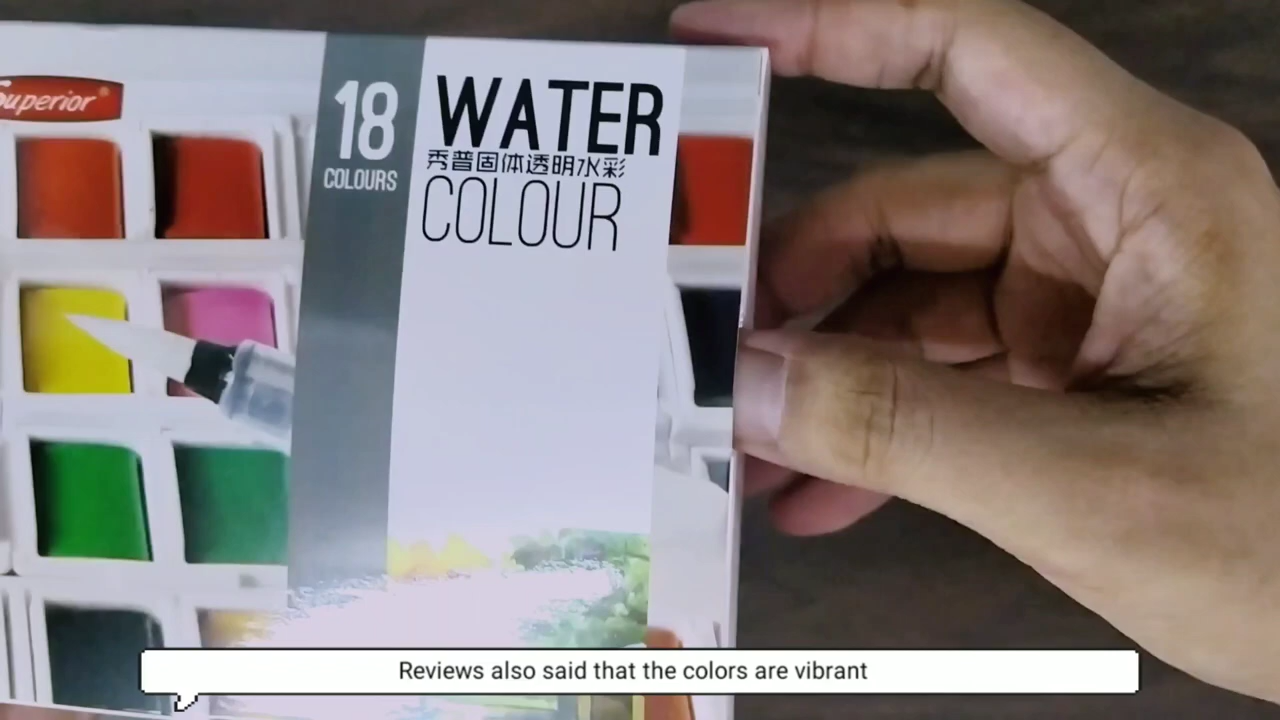 Superior
18
COLOURS
WATER
秀普固体透明水彩
COLOUR
Reviews also said that the colors are vibrant